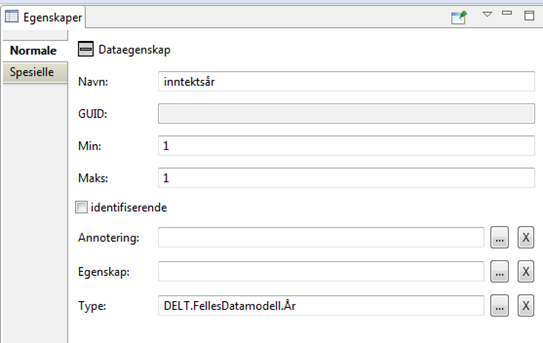 Egenskaper
Normale
Spesielle
Dataegenskap
Navn: inntektsår
GUID:
Min: 1
Maks: 1
identifiserende
Annotering: ... X
Egenskap: ... X
Type: DELT.FellesDatamodell.År ... X